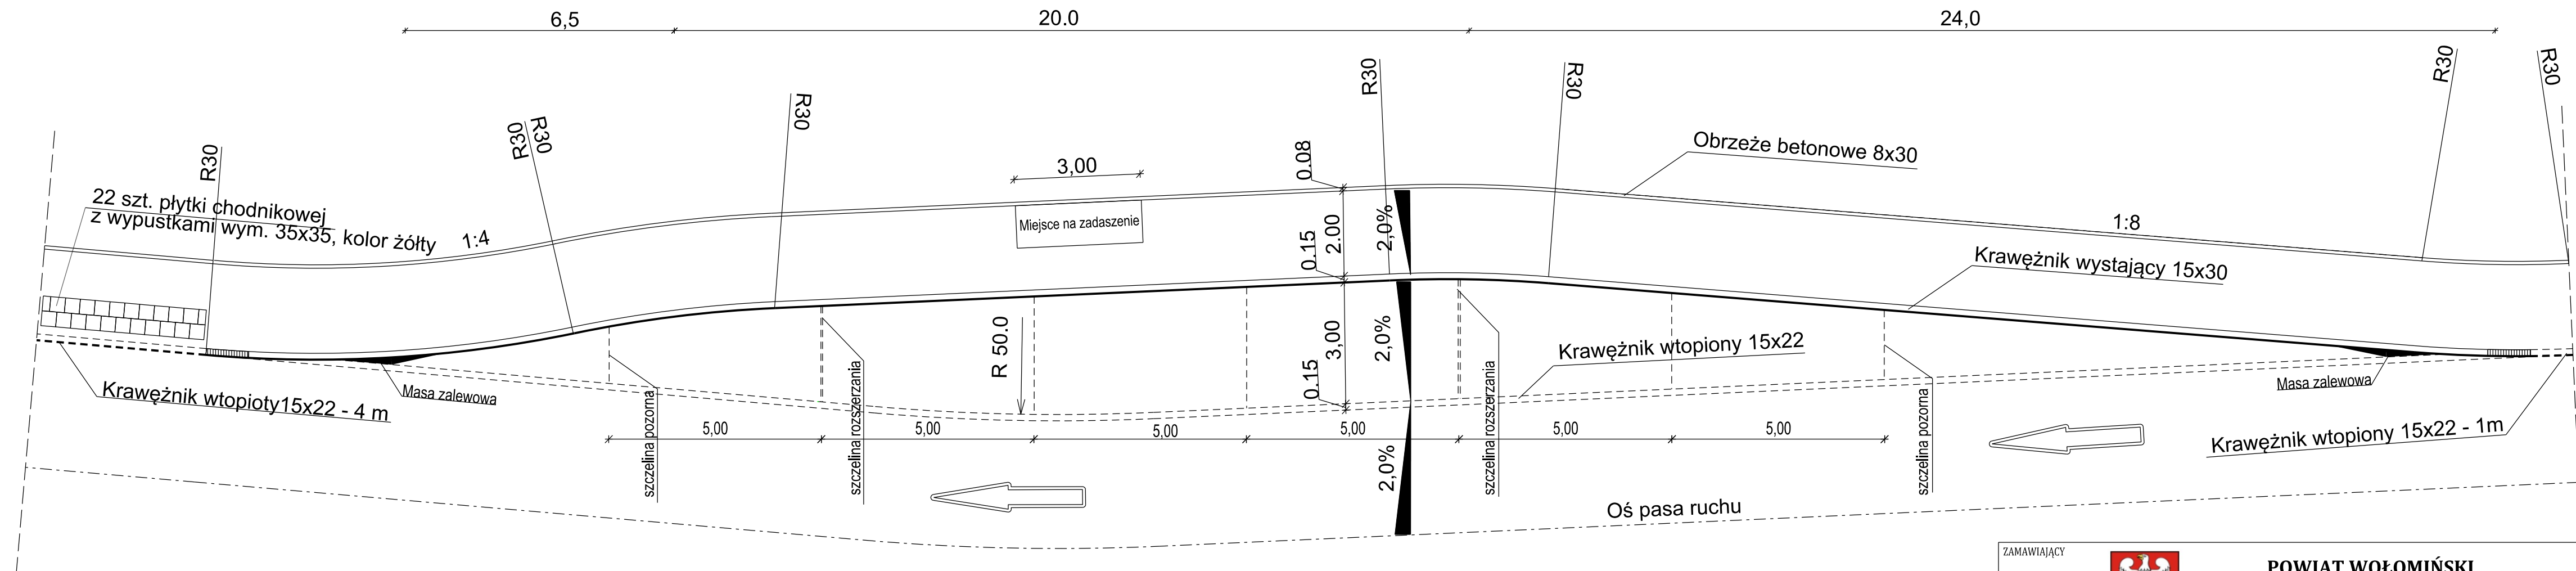 6,5
20.0
24,0
R30
R30
R30
R30
R30
R30
R30
R30
22 szt. płytki chodnikowej
z wypustkami wym. 35x35, kolor żółty
1:4
3,00
Miejsce na zadaszenie
0.08
2.00
0.15
2,0%
Obrzeże betonowe 8x30
1:8
Krawężnik wystający 15x30
R 50.0
3,00
0.15
2,0%
Krawężnik wtopiony 15x22
Krawężnik wtopioty15x22 - 4 m
Masa zalewowa
Masa zalewowa
Krawężnik wtopiony 15x22 - 1m
5,00
5,00
5,00
5,00
5,00
5,00
szczelina pozorna
szczelina rozszerzania
szczelina rozszerzania
szczelina pozorna
2,0%
Oś pasa ruchu
ZAMAWIAJĄCY
POWIAT WOŁOMIŃSKI